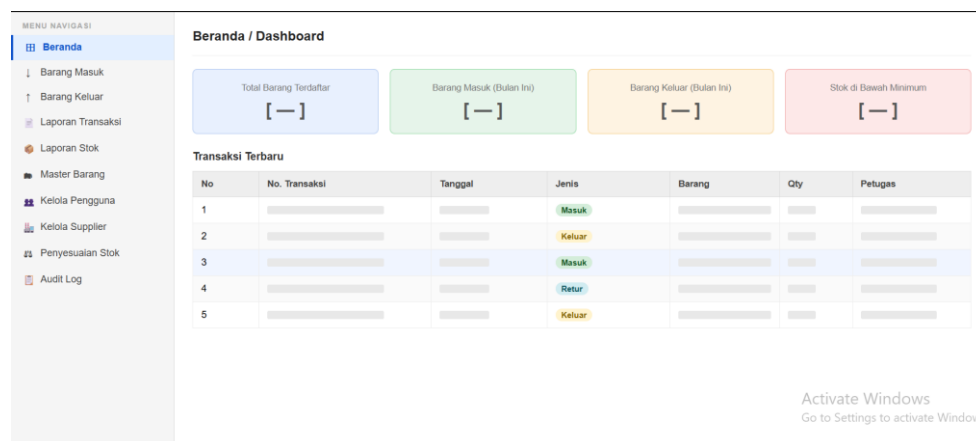 MENU NAVIGASI
Beranda
Barang Masuk
Barang Keluar
Laporan Transaksi
Laporan Stok
Master Barang
Kelola Pengguna
Kelola Supplier
Penyesuaian Stok
Audit Log
Beranda / Dashboard
Total Barang Terdaftar
[ — ]
Barang Masuk (Bulan Ini)
[ — ]
Barang Keluar (Bulan Ini)
[ — ]
Stok di Bawah Minimum
[ — ]
Transaksi Terbaru
No No. Transaksi Tanggal Jenis Barang Qty Petugas
1 Masuk
2 Keluar
3 Masuk
4 Retur
5 Keluar
Activate Windows
Go to Settings to activate Window